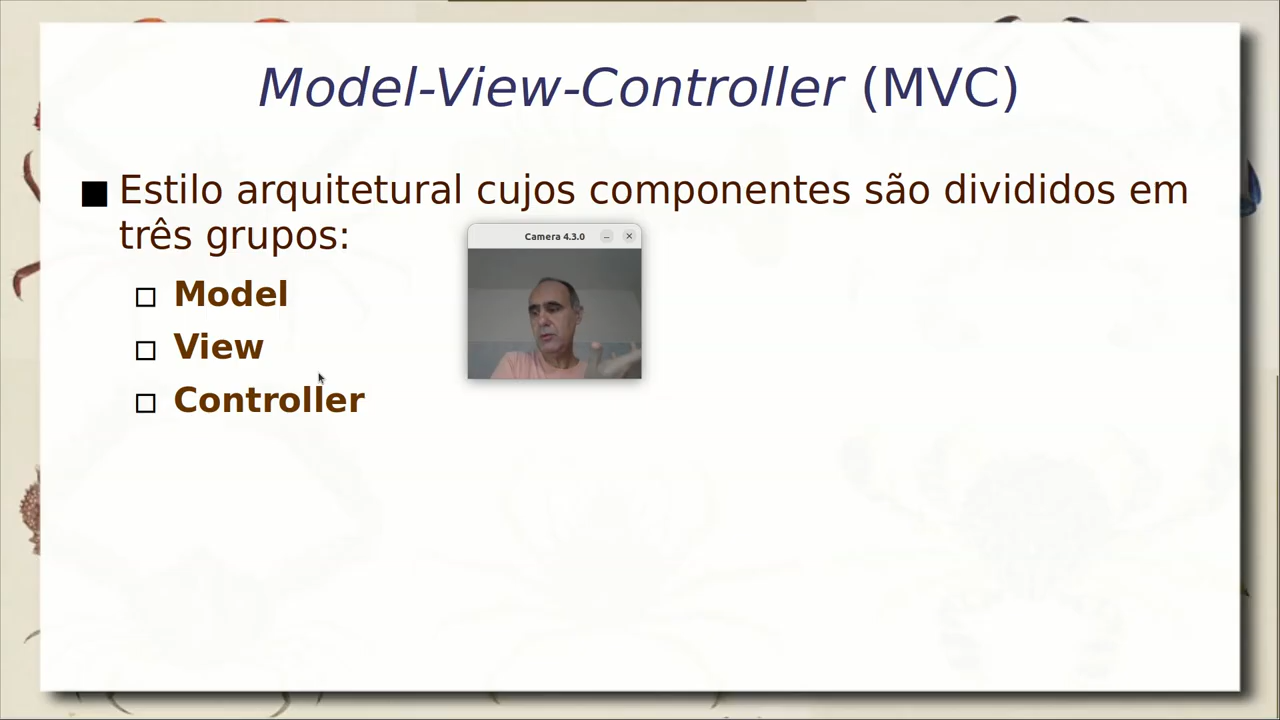 Model-View-Controller (MVC)
Estilo arquitetural cujos componentes são divididos em
três grupos:
Camera 4.3.0
Model
View
Controller